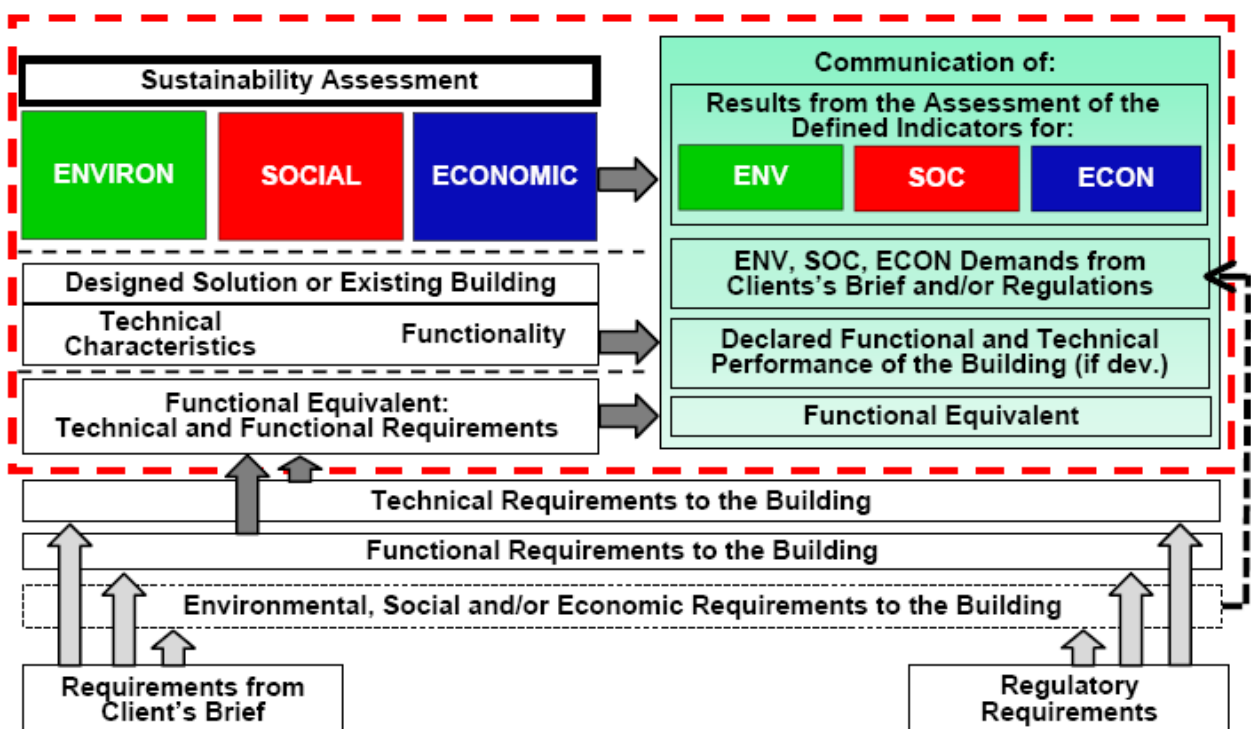 Sustainability Assessment
ENVIRON
SOCIAL
ECONOMIC
Communication of:
Results from the Assessment of the
Defined Indicators for:
ENV
SOC
ECON
Designed Solution or Existing Building
Technical
Characteristics
Functionality
ENV, SOC, ECON Demands from
Clients's Brief and/or Regulations
Declared Functional and Technical
Performance of the Building (if dev.)
Functional Equivalent:
Technical and Functional Requirements
Functional Equivalent
Technical Requirements to the Building
Functional Requirements to the Building
Environmental, Social and/or Economic Requirements to the Building
Requirements from
Client's Brief
Regulatory
Requirements